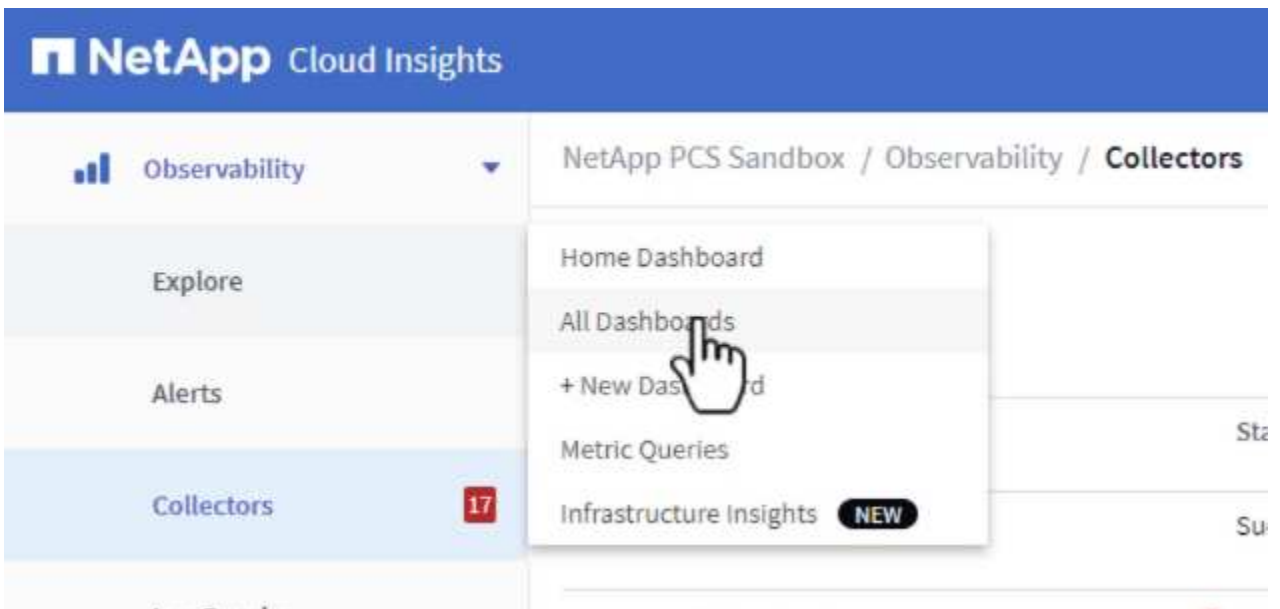 NetApp Cloud Insights
Observability
NetApp PCS Sandbox / Observability / Collectors
Explore
Home Dashboard
All Dashboards
+ New Dashboard
Metric Queries
Infrastructure Insights NEW
Alerts
Collectors 17